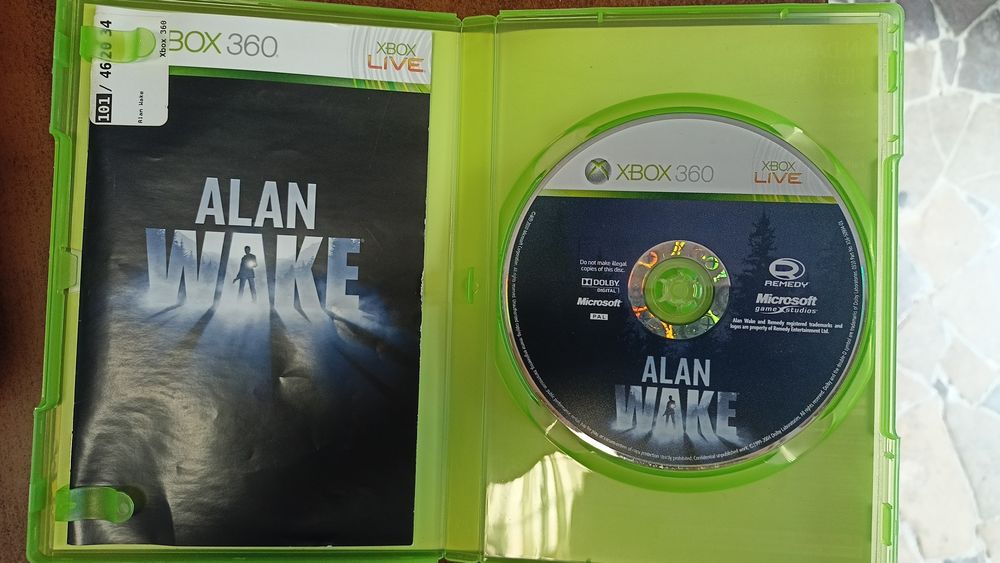 XBOX 360
XBOX
LIVE
101 / 46 20 34
Xbox 360
Alan Wake
ALAN
WAKE
XBOX 360
XBOX
LIVE
Do not make illegal
copies of this disc.
DOLBY
DIGITAL
Microsoft
PAL
REMEDY
Microsoft
game studios
Alan Wake and Remedy registered trademarks and
logos are property of Remedy Entertainment Ltd.
ALAN
WAKE